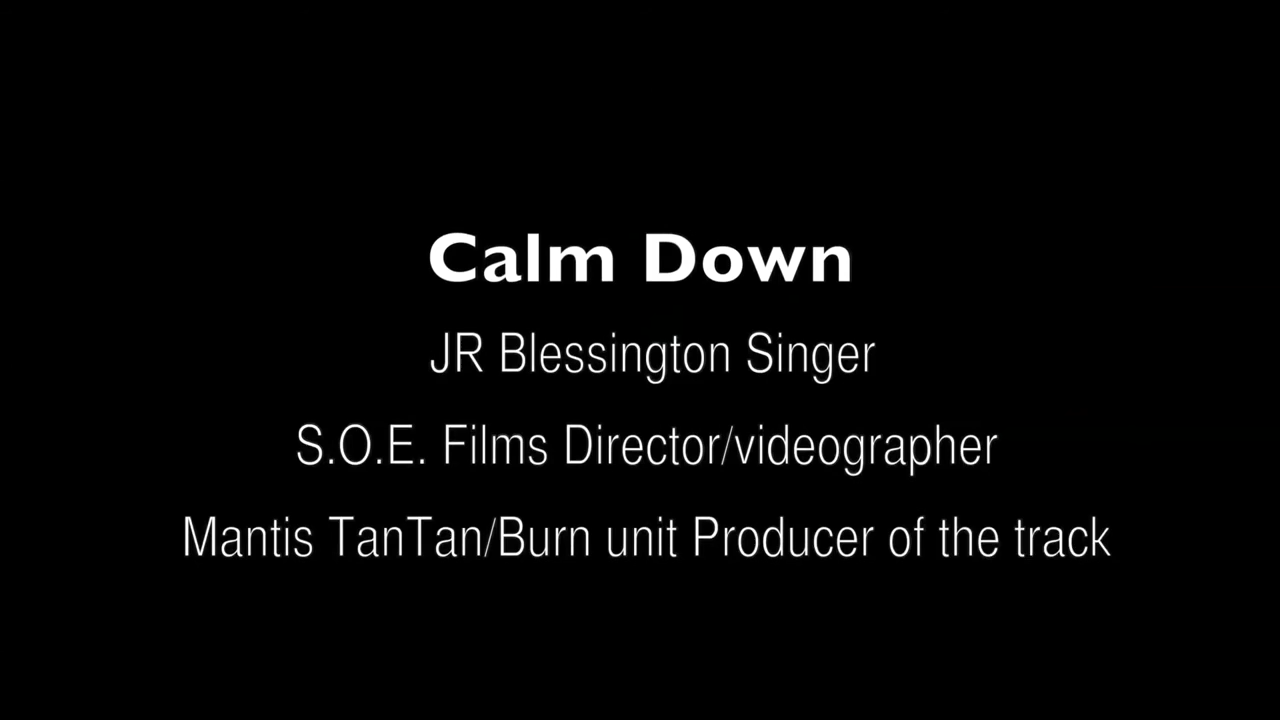 Calm Down
JR Blessington Singer
S.O.E. Films Director/videographer
Mantis TanTan/Burn unit Producer of the track